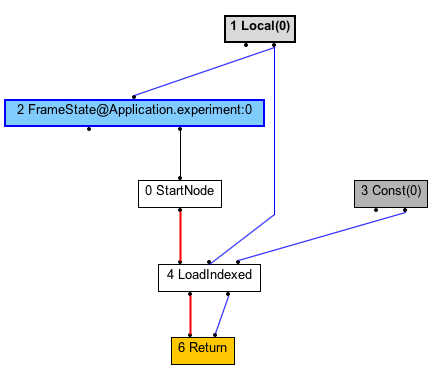 1 Local(0)
2 FrameState@Application.experiment:0
0 StartNode
3 Const(0)
4 LoadIndexed
6 Return